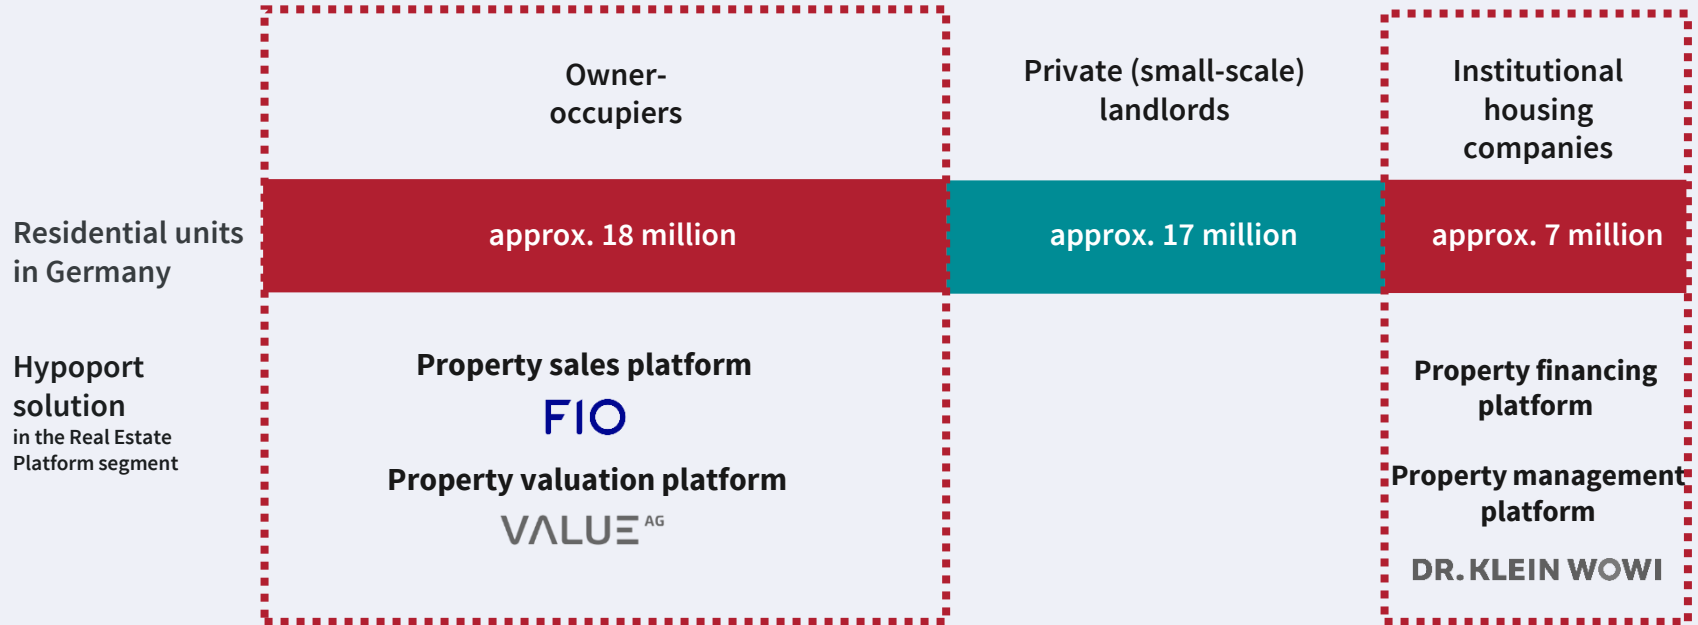 Owner-
occupiers
Private (small-scale)
landlords
Institutional
housing
companies
Residential units
in Germany
approx. 18 million
approx. 17 million
approx. 7 million
Hypoport
solution
in the Real Estate
Platform segment
Property sales platform
FIO
Property valuation platform
VALUE AG
Property financing
platform
Property management
platform
DR. KLEIN WOWI